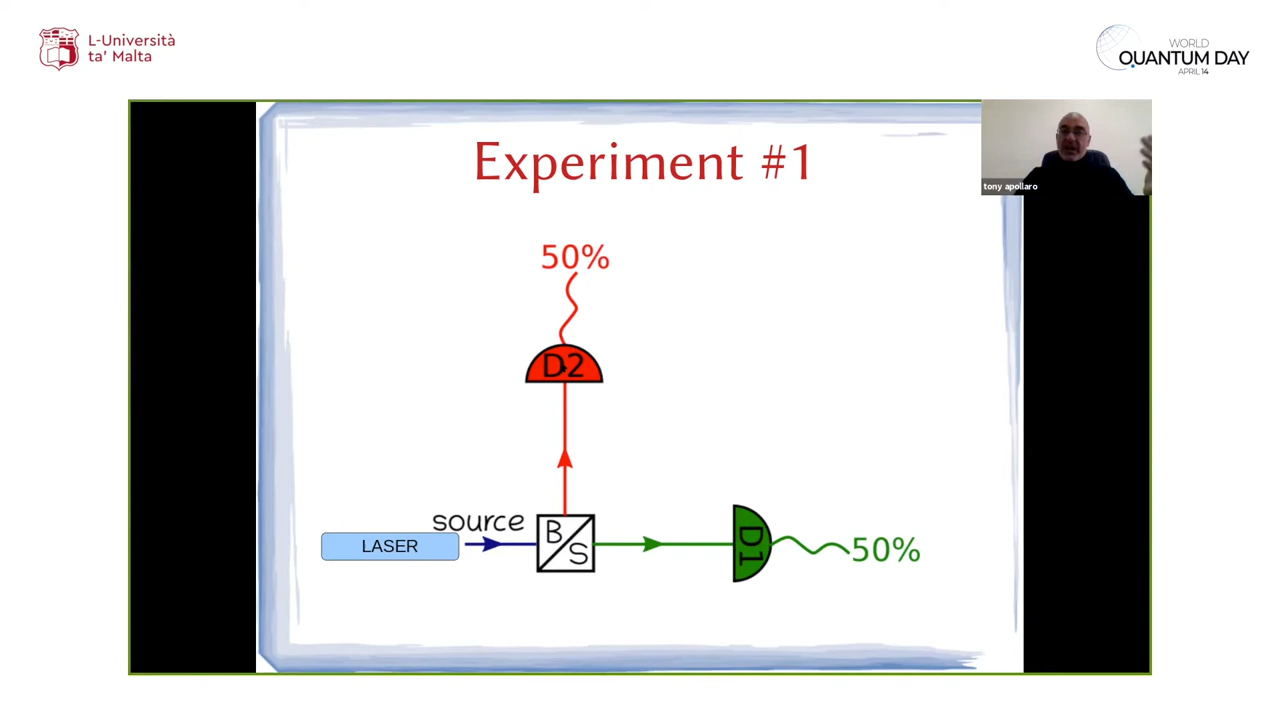 L-Università
ta' Malta
WORLD
QUANTUM DAY
APRIL 14
Experiment #1
tony apollaro
50%
D2
source
LASER
B/S
D1
50%